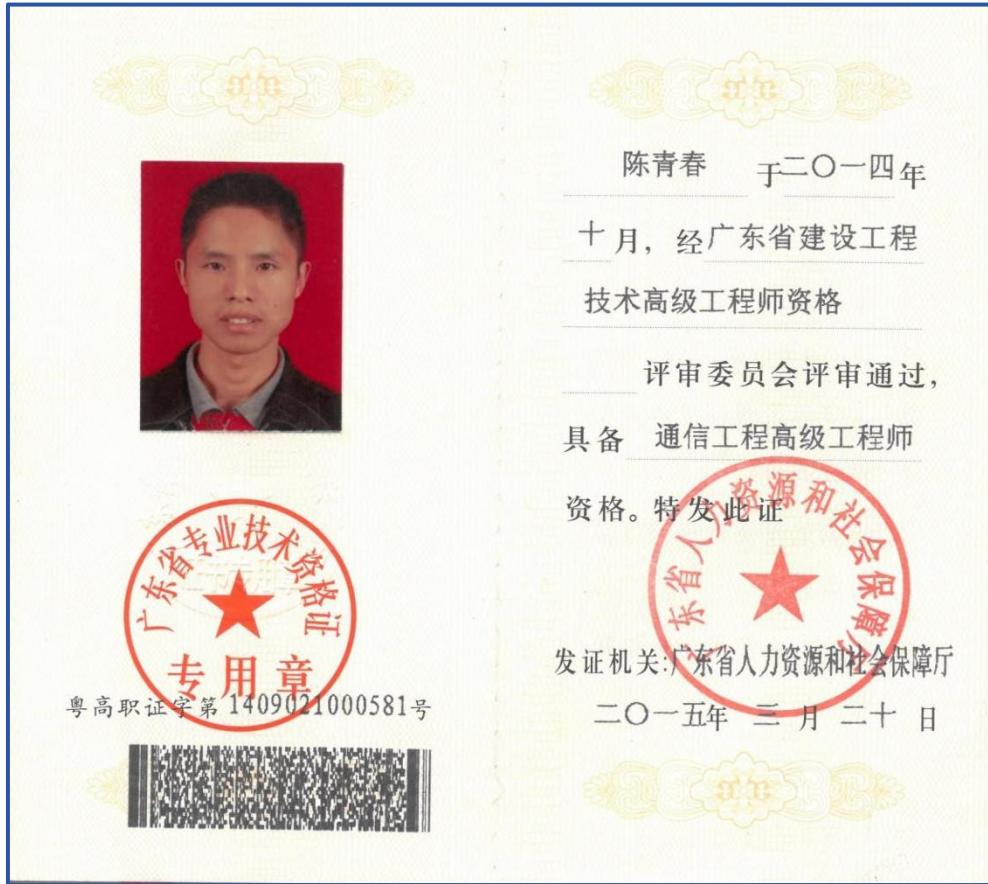 广东省专业技术资格证
专用章
粤高职证字第1409021000581号
陈青春 于二〇一四年
十月，经广东省建设工程
技术高级工程师资格
评审委员会评审通过，
具备 通信工程高级工程师
资格。特发此证
广东省人力资源和社会保障厅
发证机关:广东省人力资源和社会保障厅
二〇一五年 三 月 二十 日